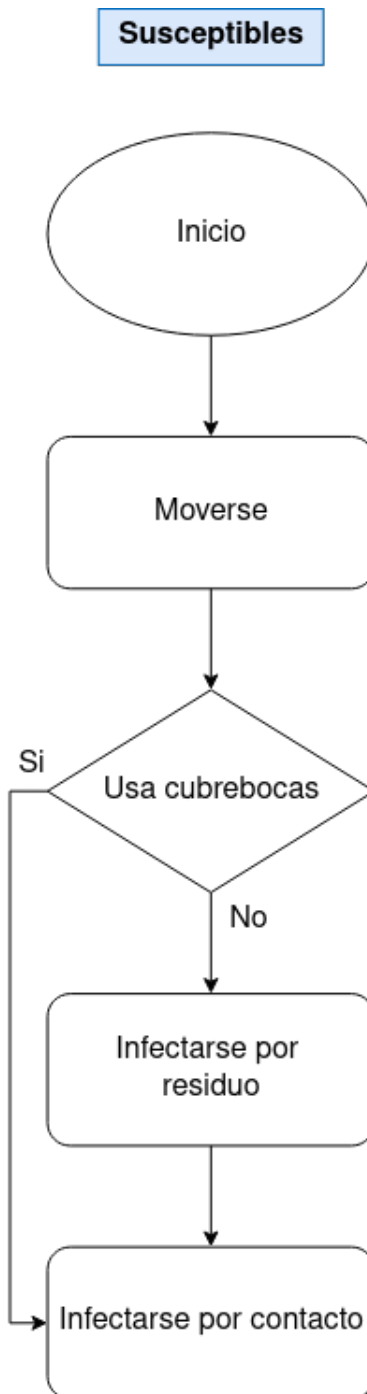 Susceptibles
Inicio
Moverse
Si
Usa cubrebocas
No
Infectarse por
residuo
Infectarse por contacto